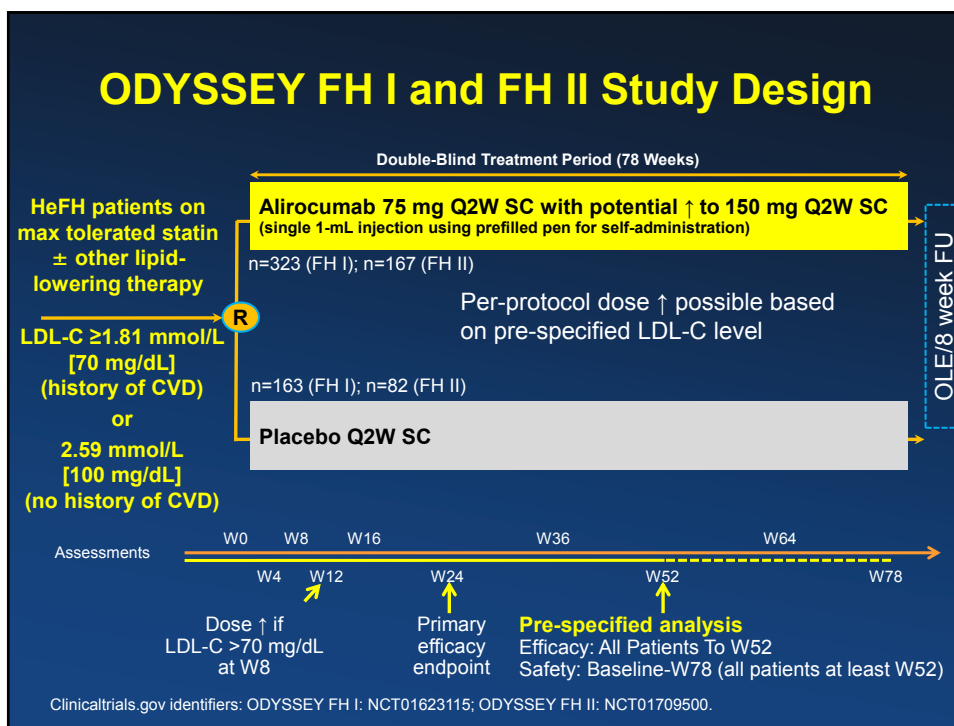 ODYSSEY FH I and FH II Study Design
Double-Blind Treatment Period (78 Weeks)
HeFH patients on
max tolerated statin
± other lipid-
lowering therapy
LDL-C ≥1.81 mmol/L
[70 mg/dL]
(history of CVD)
or
2.59 mmol/L
[100 mg/dL]
(no history of CVD)
R
Alirocumab 75 mg Q2W SC with potential ↑ to 150 mg Q2W SC
(single 1-mL injection using prefilled pen for self-administration)
n=323 (FH I); n=167 (FH II)
Per-protocol dose ↑ possible based
on pre-specified LDL-C level
n=163 (FH I); n=82 (FH II)
Placebo Q2W SC
OLE/8 week FU
Assessments
W0 W8 W16 W36 W64
W4 W12 W24 W52 W78
Dose ↑ if
LDL-C >70 mg/dL
at W8
Primary
efficacy
endpoint
Pre-specified analysis
Efficacy: All Patients To W52
Safety: Baseline-W78 (all patients at least W52)
Clinicaltrials.gov identifiers: ODYSSEY FH I: NCT01623115; ODYSSEY FH II: NCT01709500.